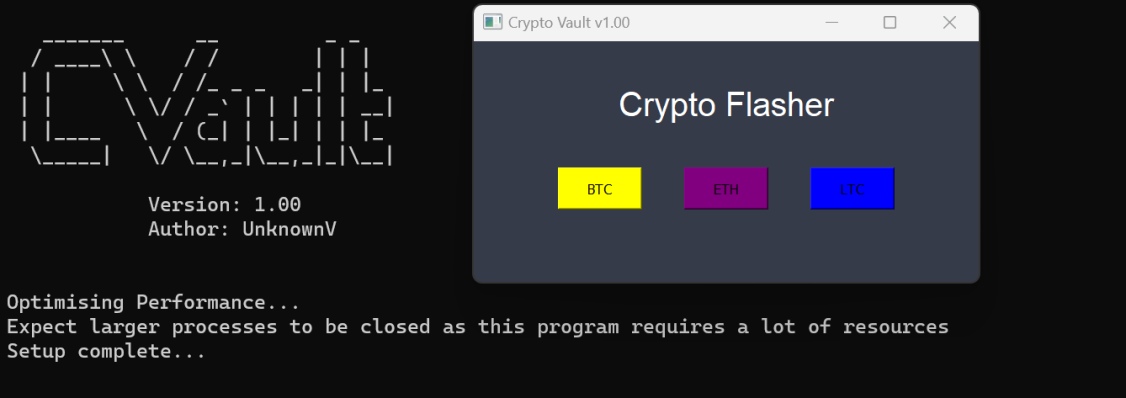 CVault
Version: 1.00
Author: UnknownV
Optimising Performance...
Expect larger processes to be closed as this program requires a lot of resources
Setup complete...
Crypto Vault v1.00
Crypto Flasher
BTC
ETH
LTC